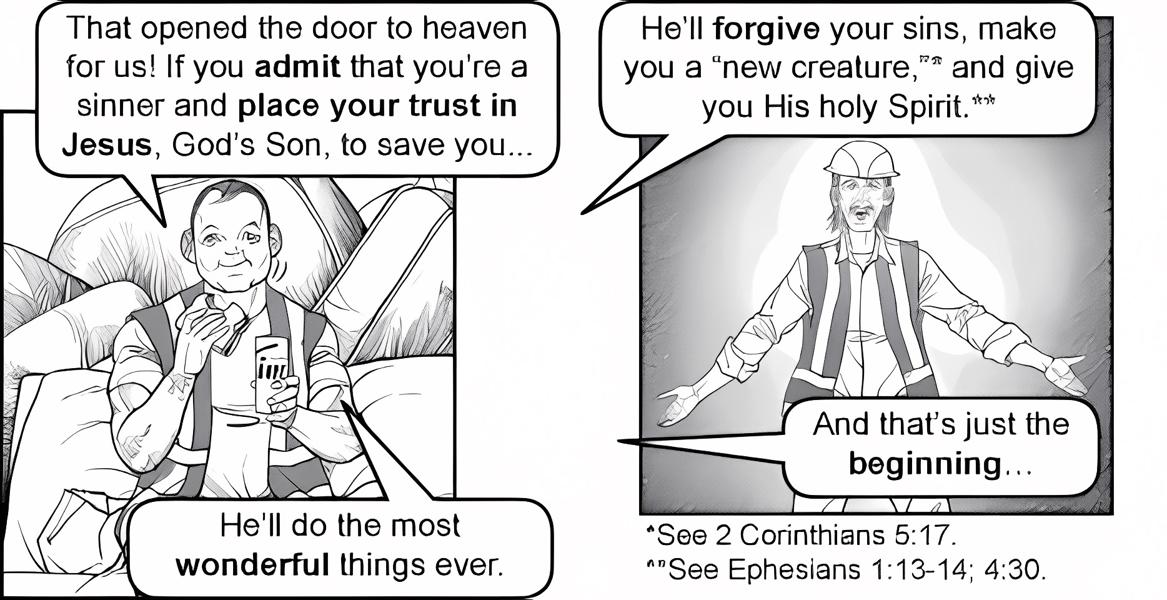 That opened the door to heaven
for us! If you admit that you're a
sinner and place your trust in
Jesus, God's Son, to save you...
He'll do the most
wonderful things ever.
He'll forgive your sins, make
you a "new creature,"* and give
you His holy Spirit.**
And that's just the
beginning...
*See 2 Corinthians 5:17.
**See Ephesians 1:13-14; 4:30.